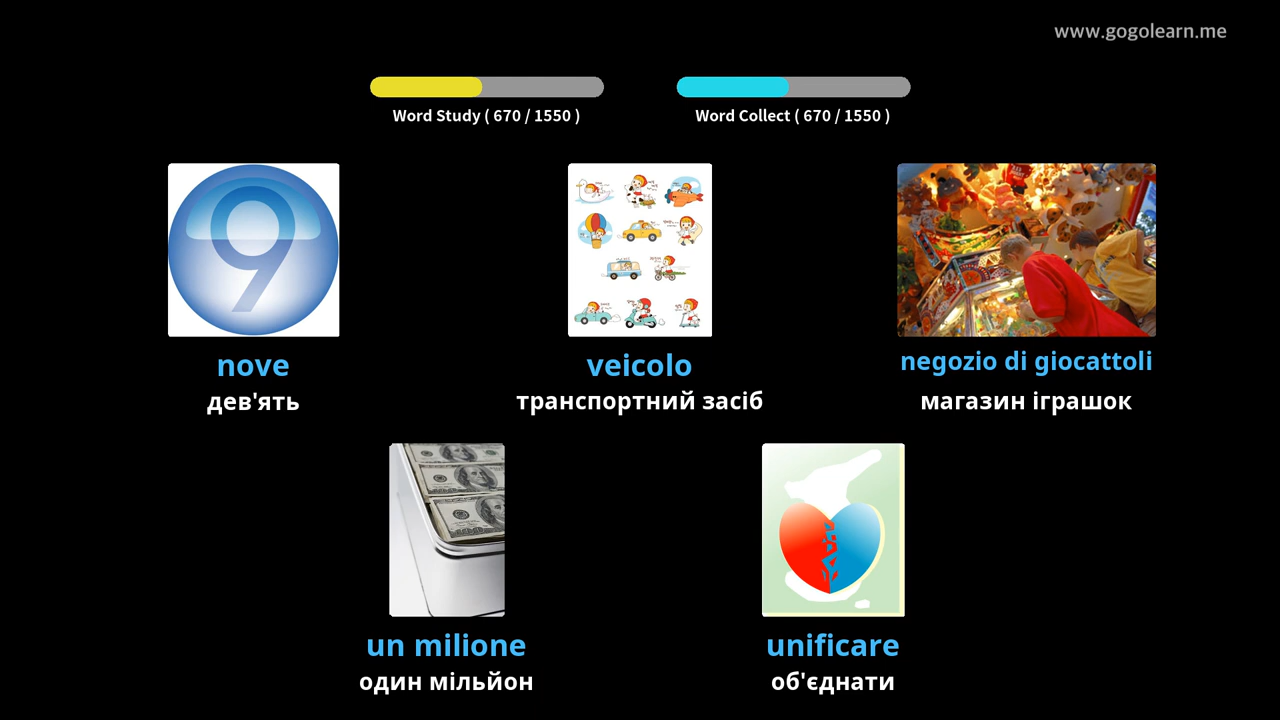 www.gogolearn.me
Word Study ( 670 / 1550 )
Word Collect ( 670 / 1550 )
9
nove
дев'ять
veicolo
транспортний засіб
negozio di giocattoli
магазин іграшок
un milione
один мільйон
unificare
об'єднати